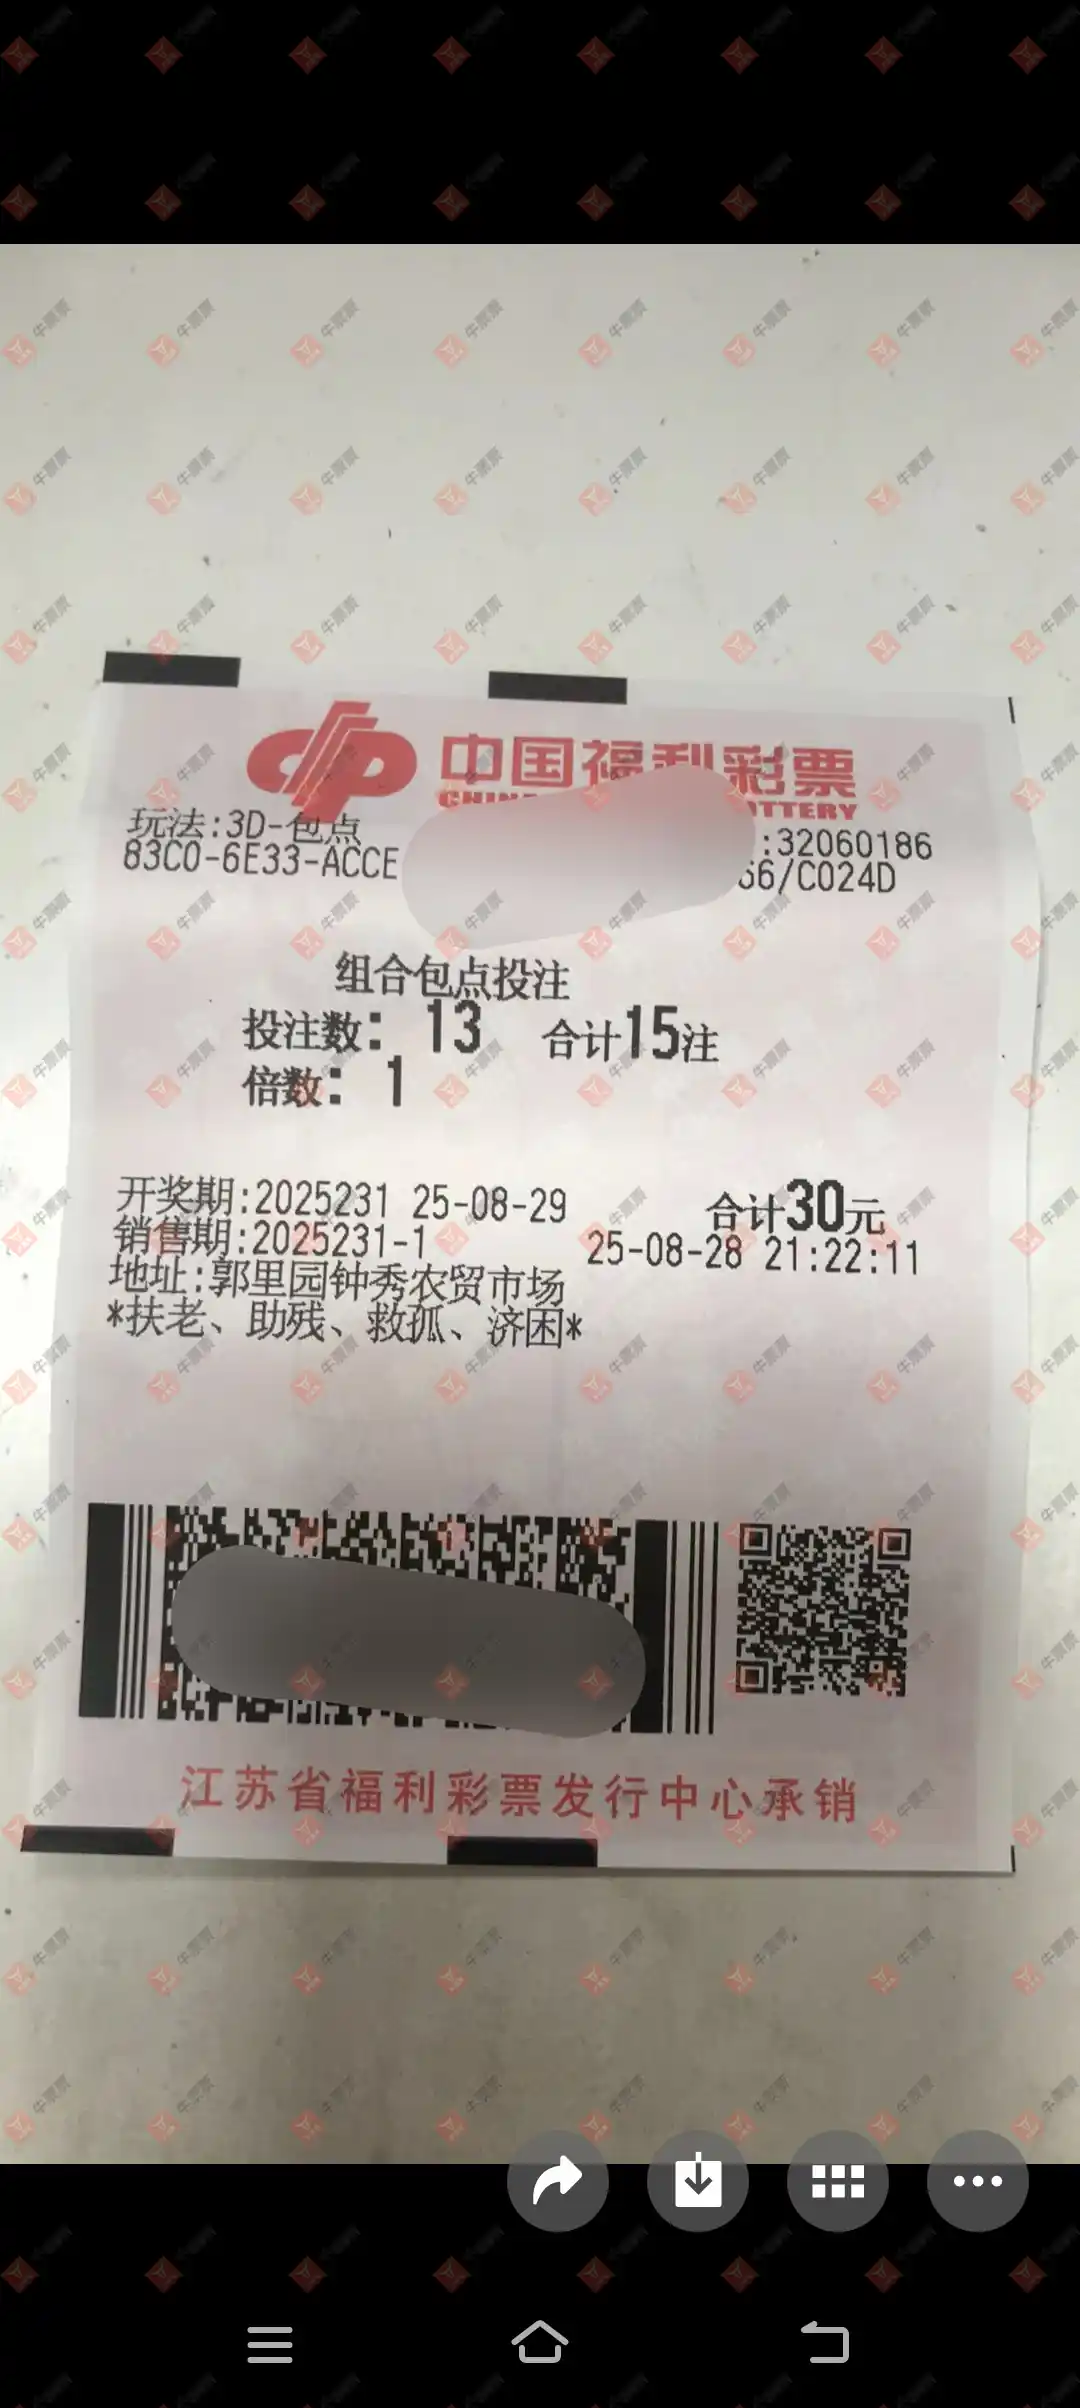 中国福利彩票
玩法:3D-包点
:32060186
83C0-6E33-ACCE
66/C024D
组合包点投注
投注数: 13 合计15注
倍数: 1
开奖期:2025231 25-08-29 合计30元
销售期:2025231-1 25-08-28 21:22:11
地址:郭里园钟秀农贸市场
*扶老、助残、救孤、济困*
江苏省福利彩票发行中心承销
牛票票